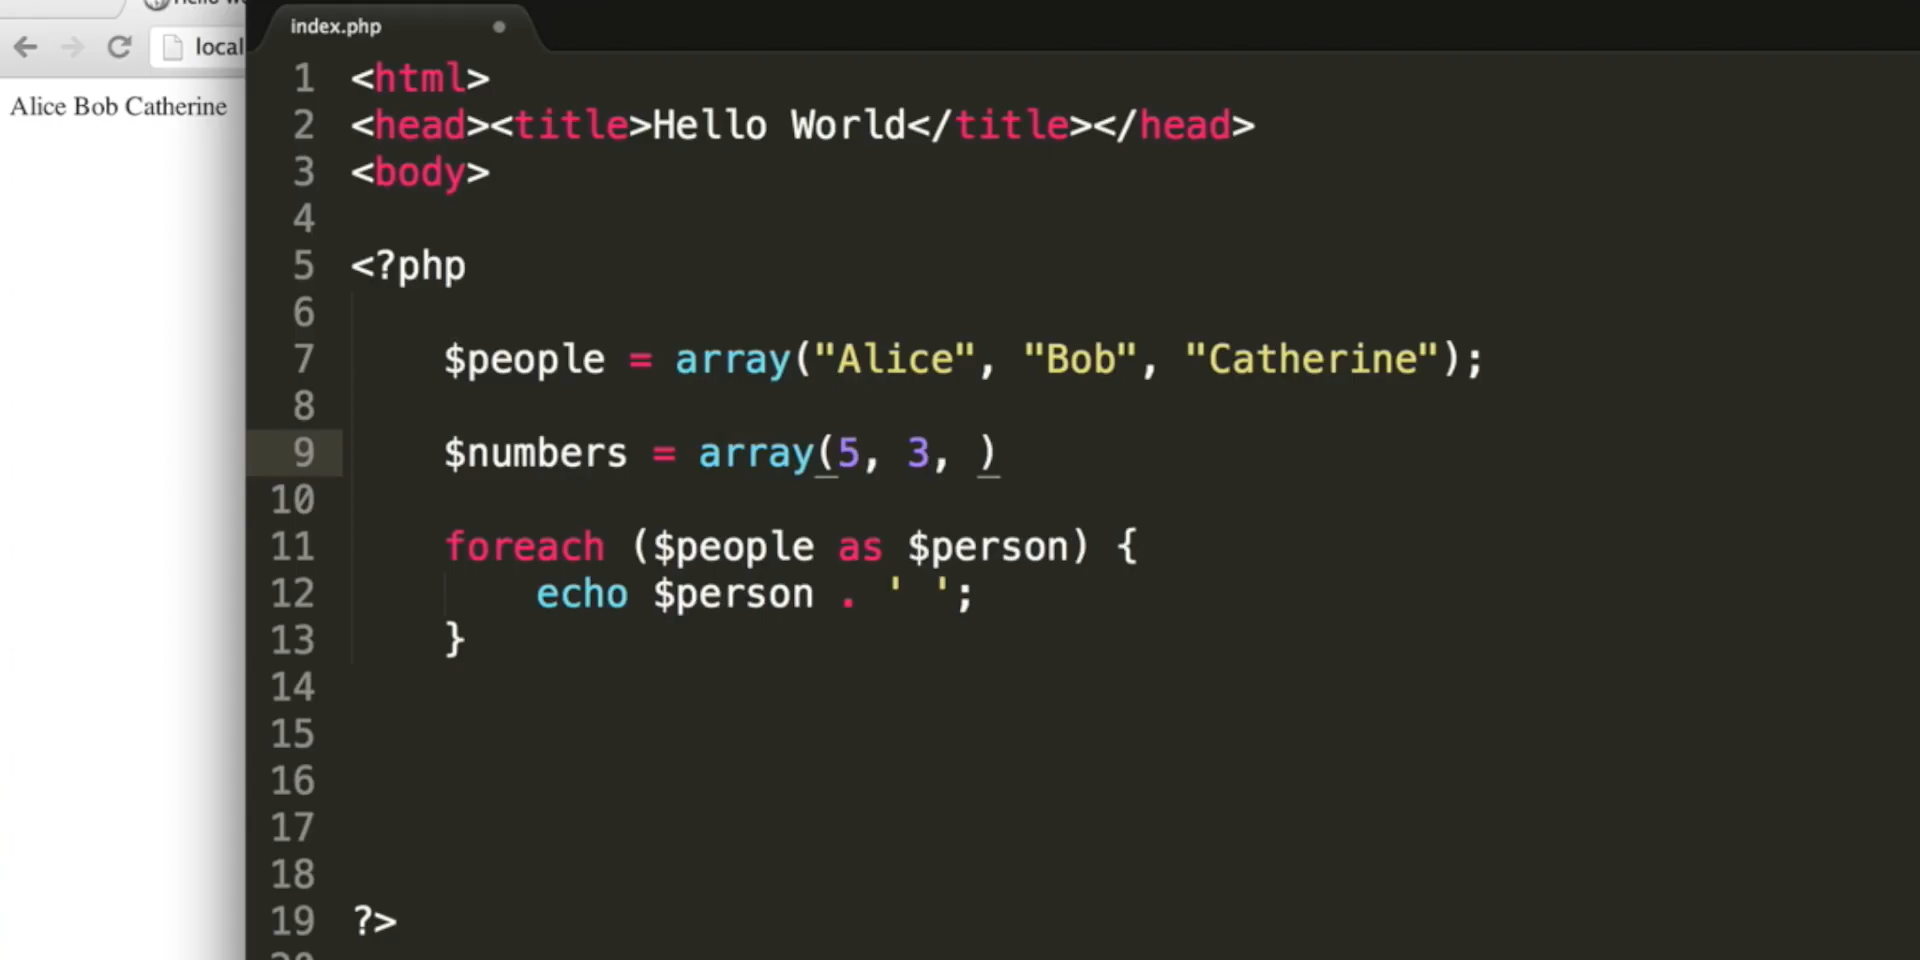 index.php
local
Alice Bob Catherine
1 <html>
2 <head><title>Hello World</title></head>
3 <body>
4
5 <?php
6
7 $people = array("Alice", "Bob", "Catherine");
8
9 $numbers = array(5, 3, )
10
11 foreach ($people as $person) {
12 echo $person . ' ';
13 }
14
15
16
17
18
19 ?>